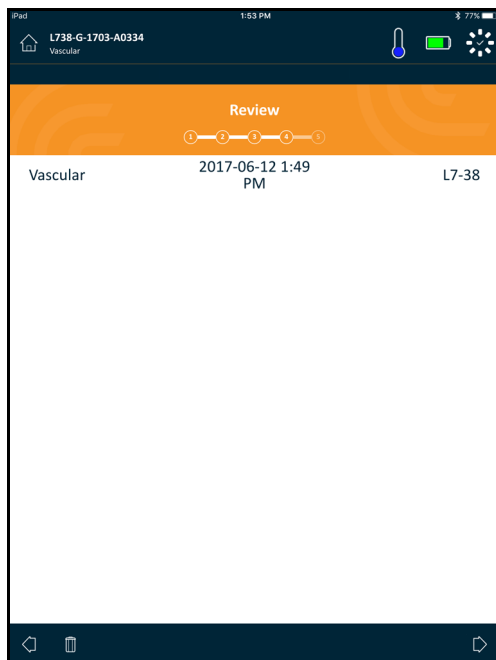 iPad 1:53 PM 77%
L738-G-1703-A0334
Vascular
Review
1 2 3 4 5
Vascular 2017-06-12 1:49 PM L7-38